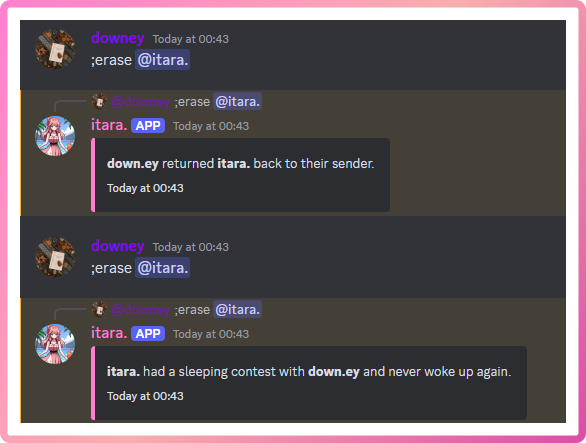 downey Today at 00:43
;erase @itara.
@downey ;erase @itara.
itara. APP Today at 00:43
down.ey returned itara. back to their sender.
Today at 00:43
downey Today at 00:43
;erase @itara.
@downey ;erase @itara.
itara. APP Today at 00:43
itara. had a sleeping contest with down.ey and never woke up again.
Today at 00:43